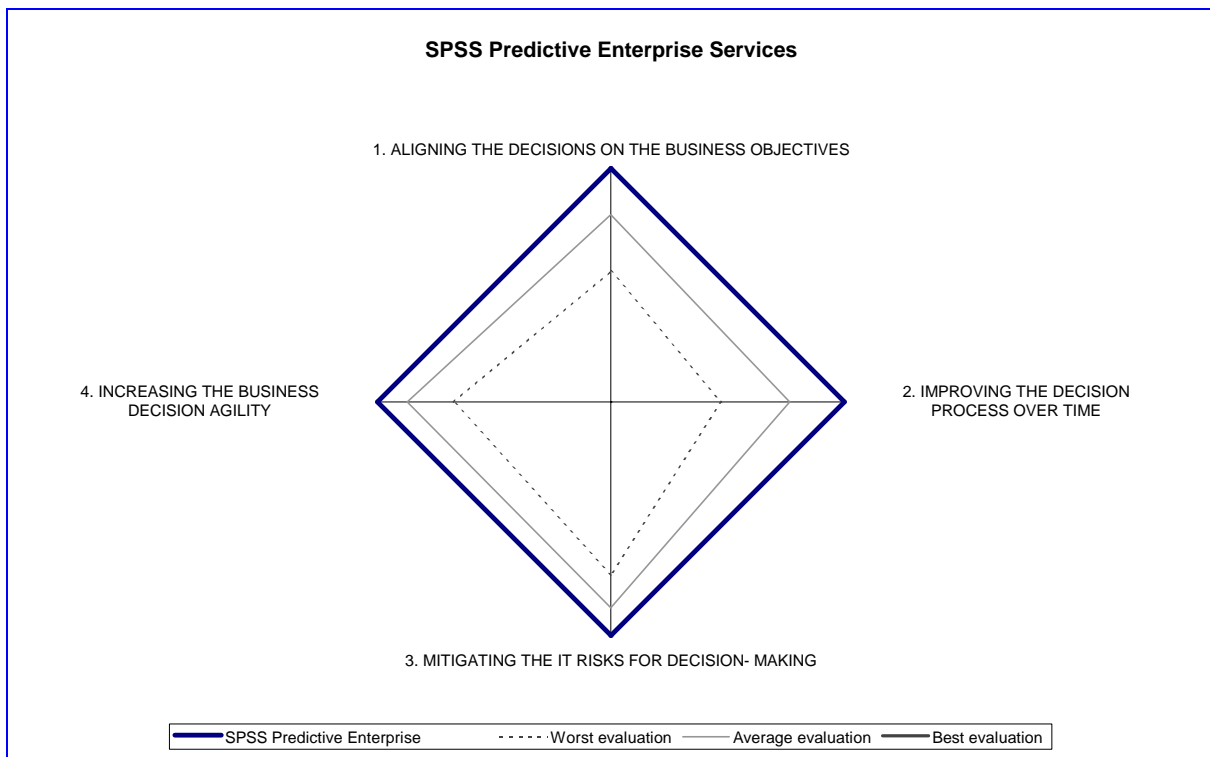 SPSS Predictive Enterprise Services
1. ALIGNING THE DECISIONS ON THE BUSINESS OBJECTIVES
4. INCREASING THE BUSINESS
DECISION AGILITY
2. IMPROVING THE DECISION
PROCESS OVER TIME
3. MITIGATING THE IT RISKS FOR DECISION- MAKING
SPSS Predictive Enterprise Worst evaluation Average evaluation Best evaluation